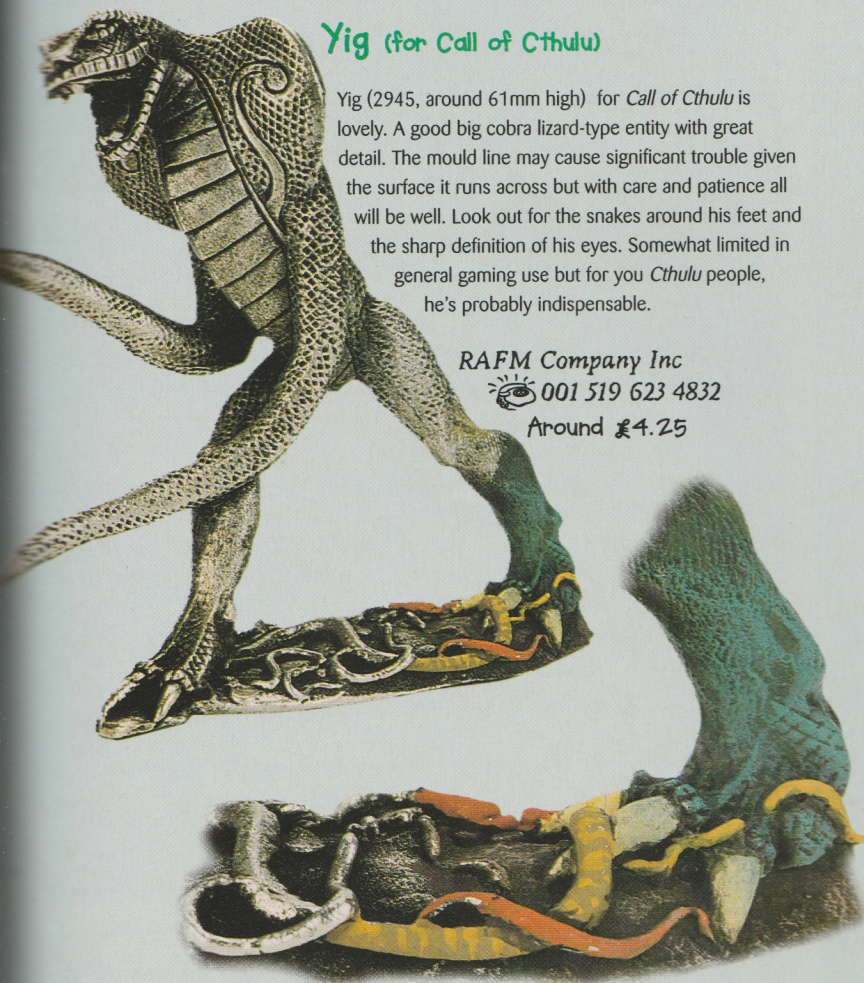 Yig (for Call of Cthulu)
Yig (2945, around 61mm high) for Call of Cthulu is
lovely. A good big cobra lizard-type entity with great
detail. The mould line may cause significant trouble given
the surface it runs across but with care and patience all
will be well. Look out for the snakes around his feet and
the sharp definition of his eyes. Somewhat limited in
general gaming use but for you Cthulu people,
he's probably indispensable.
RAFM Company Inc
001 519 623 4832
Around £4.25